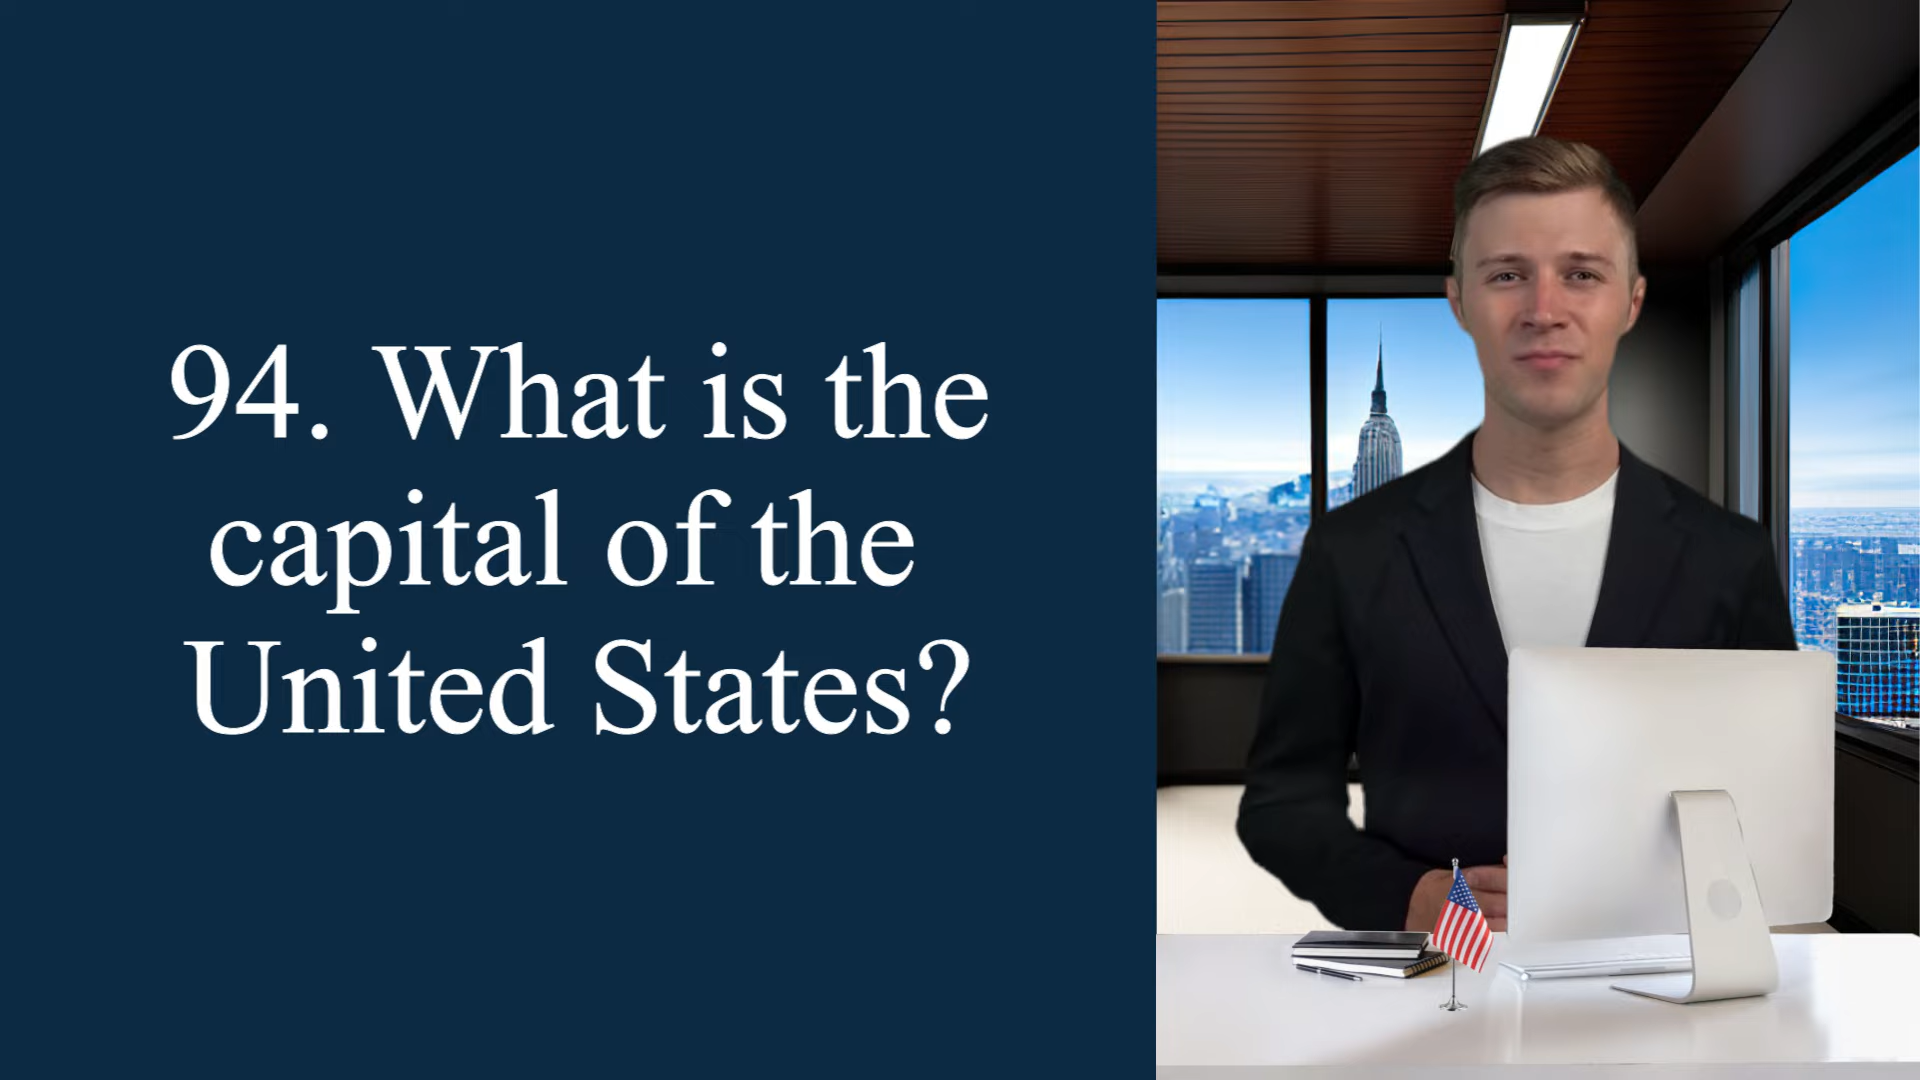 94. What is the
capital of the
United States?